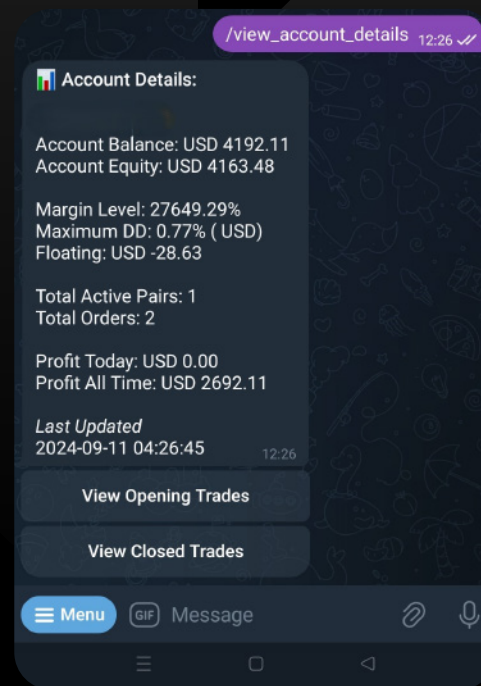 /view_account_details 12:26
Account Details:
Account Balance: USD 4192.11
Account Equity: USD 4163.48
Margin Level: 27649.29%
Maximum DD: 0.77% ( USD)
Floating: USD -28.63
Total Active Pairs: 1
Total Orders: 2
Profit Today: USD 0.00
Profit All Time: USD 2692.11
Last Updated
2024-09-11 04:26:45 12:26
View Opening Trades
View Closed Trades
Menu GIF Message